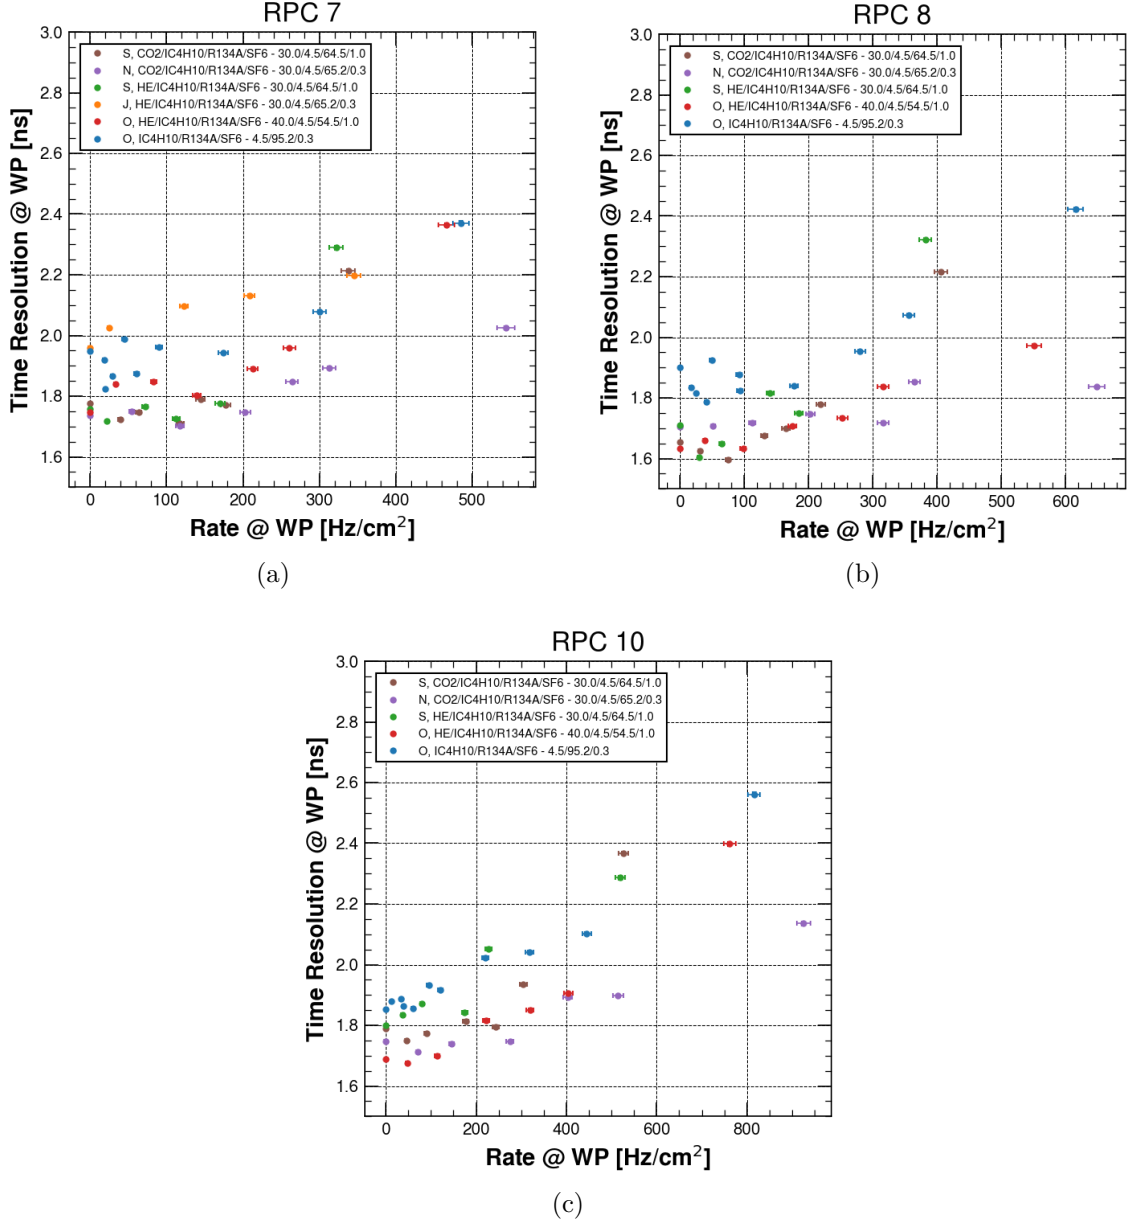 RPC 7
3.0
2.8
2.6
2.4
2.2
2.0
1.8
1.6
Time Resolution @ WP [ns]
S, CO2/IC4H10/R134A/SF6 - 30.0/4.5/64.5/1.0
N, CO2/IC4H10/R134A/SF6 - 30.0/4.5/65.2/0.3
S, HE/IC4H10/R134A/SF6 - 30.0/4.5/64.5/1.0
J, HE/IC4H10/R134A/SF6 - 30.0/4.5/65.2/0.3
O, HE/IC4H10/R134A/SF6 - 40.0/4.5/54.5/1.0
O, IC4H10/R134A/SF6 - 4.5/95.2/0.3
0 100 200 300 400 500
Rate @ WP [Hz/cm²]
(a)
RPC 8
3.0
2.8
2.6
2.4
2.2
2.0
1.8
1.6
Time Resolution @ WP [ns]
S, CO2/IC4H10/R134A/SF6 - 30.0/4.5/64.5/1.0
N, CO2/IC4H10/R134A/SF6 - 30.0/4.5/65.2/0.3
S, HE/IC4H10/R134A/SF6 - 30.0/4.5/64.5/1.0
O, HE/IC4H10/R134A/SF6 - 40.0/4.5/54.5/1.0
O, IC4H10/R134A/SF6 - 4.5/95.2/0.3
0 100 200 300 400 500 600
Rate @ WP [Hz/cm²]
(b)
RPC 10
3.0
2.8
2.6
2.4
2.2
2.0
1.8
1.6
Time Resolution @ WP [ns]
S, CO2/IC4H10/R134A/SF6 - 30.0/4.5/64.5/1.0
N, CO2/IC4H10/R134A/SF6 - 30.0/4.5/65.2/0.3
S, HE/IC4H10/R134A/SF6 - 30.0/4.5/64.5/1.0
O, HE/IC4H10/R134A/SF6 - 40.0/4.5/54.5/1.0
O, IC4H10/R134A/SF6 - 4.5/95.2/0.3
0 200 400 600 800
Rate @ WP [Hz/cm²]
(c)